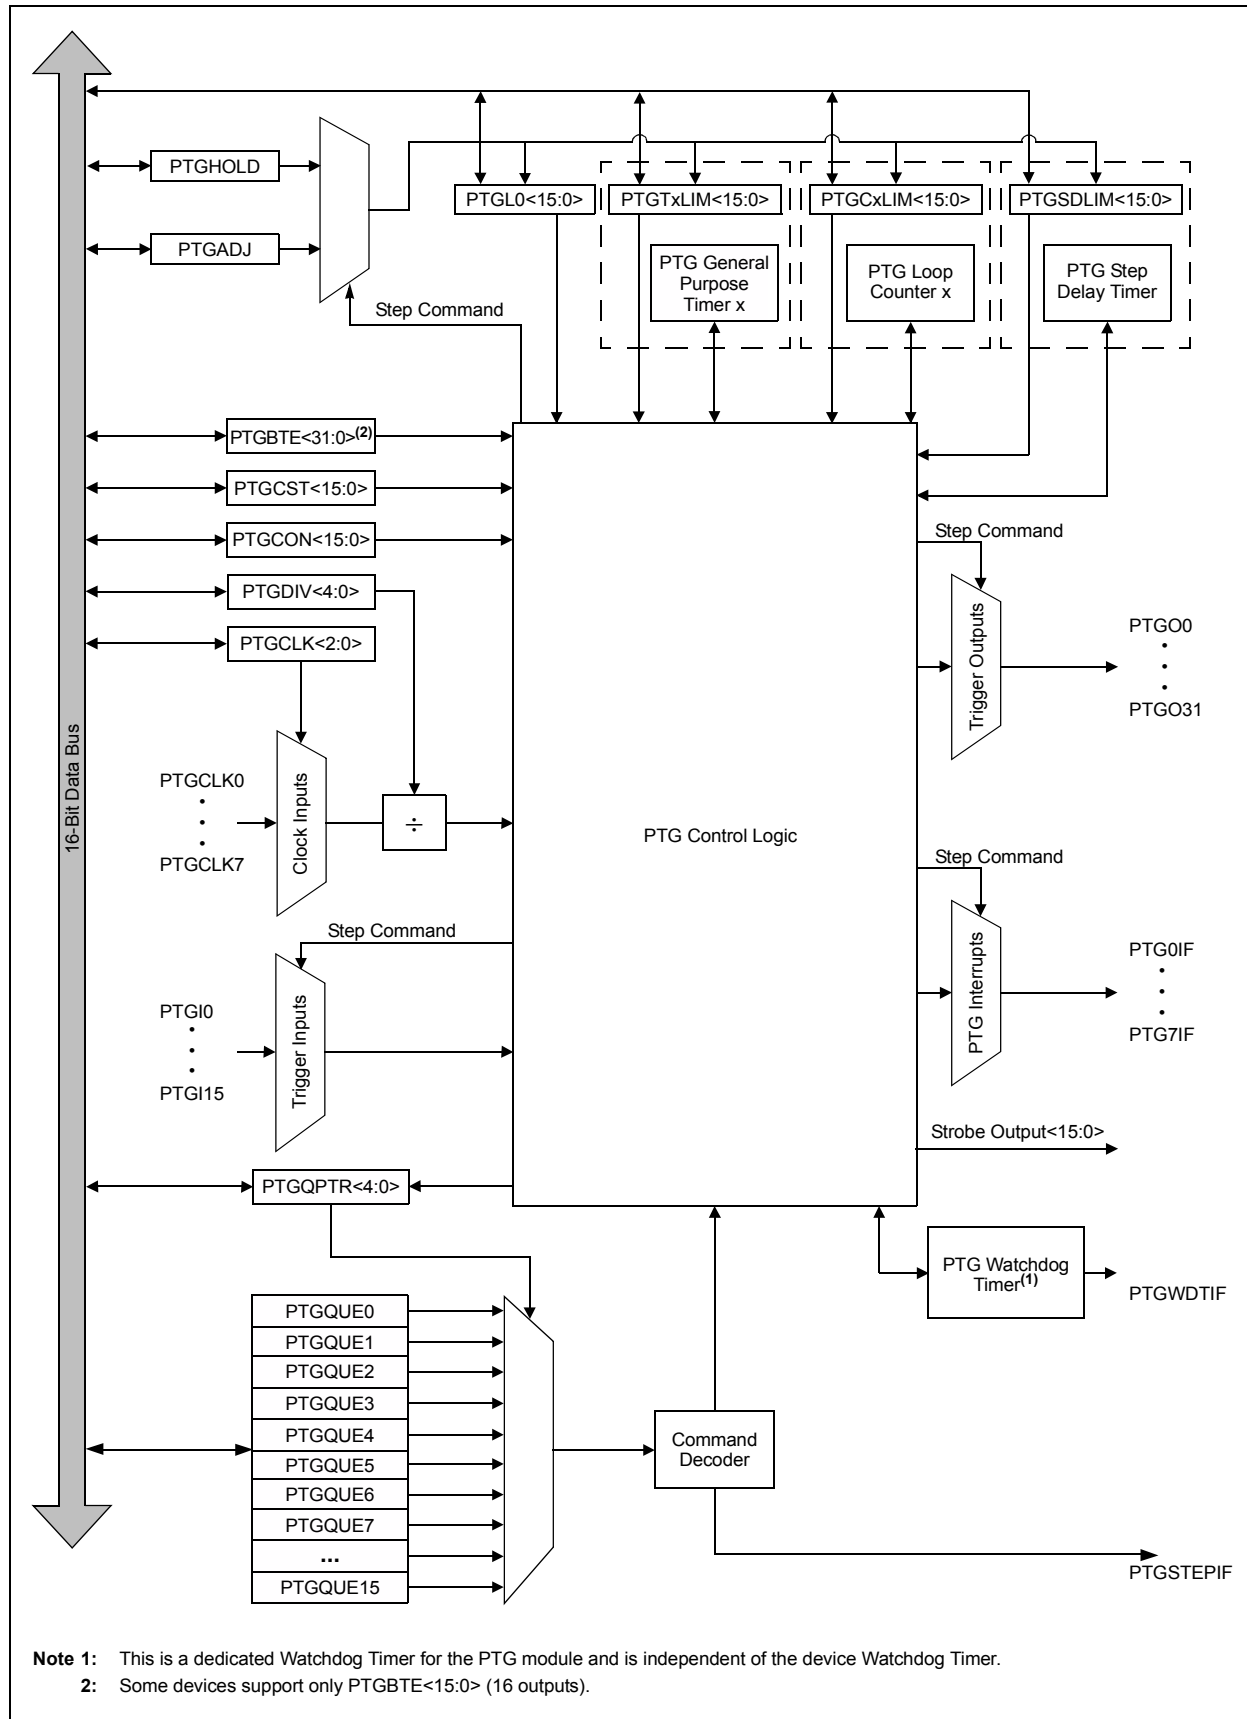 PTGHOLD
PTGADJ
PTGL0<15:0>
PTGTxLIM<15:0>
PTGCxLIM<15:0>
PTGSDLIM<15:0>
PTG General
Purpose
Timer x
PTG Loop
Counter x
PTG Step
Delay Timer
Step Command
PTGBTE<31:0>(2)
PTGCST<15:0>
PTGCON<15:0>
PTGDIV<4:0>
PTGCLK<2:0>
16-Bit Data Bus
PTGCLK0
PTGCLK7
Clock Inputs
÷
PTG Control Logic
Step Command
Trigger Outputs
PTGO0
PTGO31
Step Command
PTG Interrupts
PTG0IF
PTG7IF
Step Command
PTGI0
PTGI15
Trigger Inputs
Strobe Output<15:0>
PTGQPTR<4:0>
PTG Watchdog
Timer(1)
PTGWDTIF
PTGQUE0
PTGQUE1
PTGQUE2
PTGQUE3
PTGQUE4
PTGQUE5
PTGQUE6
PTGQUE7
...
PTGQUE15
Command
Decoder
PTGSTEPIF
Note 1: This is a dedicated Watchdog Timer for the PTG module and is independent of the device Watchdog Timer.
2: Some devices support only PTGBTE<15:0> (16 outputs).